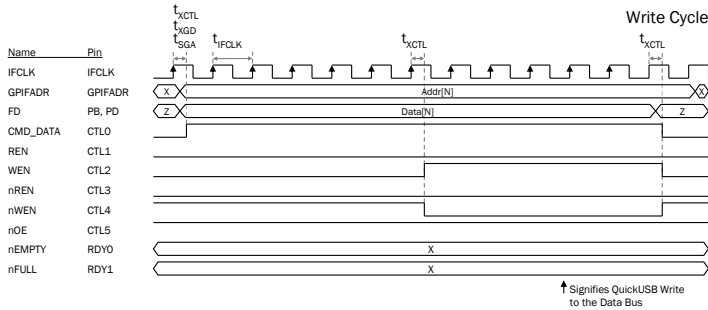 Write Cycle
tXCTL
tXGD
tSGA tIFCLK tXCTL tXCTL
Name Pin
IFCLK IFCLK
GPIFADR GPIFADR X Addr[N] X
FD PB, PD Z Data[N] Z
CMD_DATA CTL0
REN CTL1
WEN CTL2
nREN CTL3
nWEN CTL4
nOE CTL5
nEMPTY RDY0 X
nFULL RDY1 X
Signifies QuickUSB Write
to the Data Bus